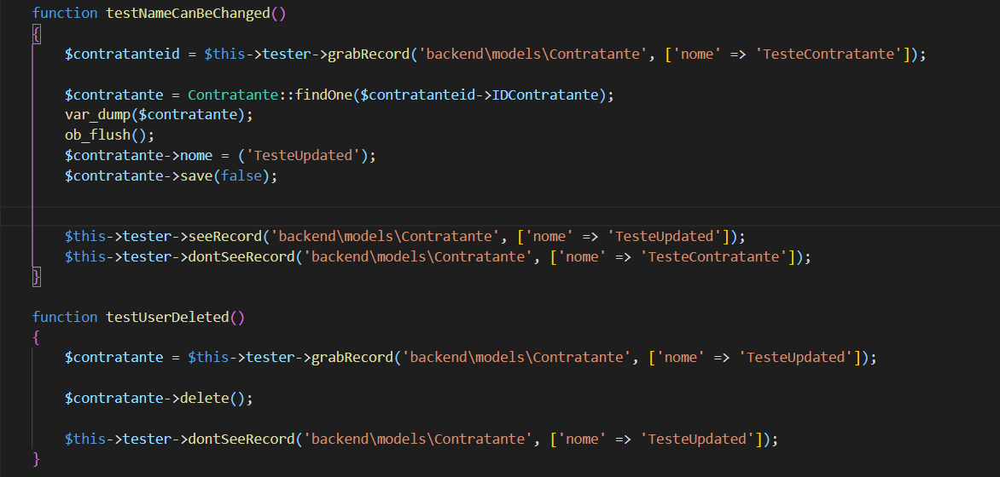 function testNameCanBeChanged()
{
$contratanteid = $this->tester->grabRecord('backend\models\Contratante', ['nome' => 'TesteContratante']);
$contratante = Contratante::findOne($contratanteid->IDContratante);
var_dump($contratante);
ob_flush();
$contratante->nome = ('TesteUpdated');
$contratante->save(false);
$this->tester->seeRecord('backend\models\Contratante', ['nome' => 'TesteUpdated']);
$this->tester->dontSeeRecord('backend\models\Contratante', ['nome' => 'TesteContratante']);
}
function testUserDeleted()
{
$contratante = $this->tester->grabRecord('backend\models\Contratante', ['nome' => 'TesteUpdated']);
$contratante->delete();
$this->tester->dontSeeRecord('backend\models\Contratante', ['nome' => 'TesteUpdated']);
}